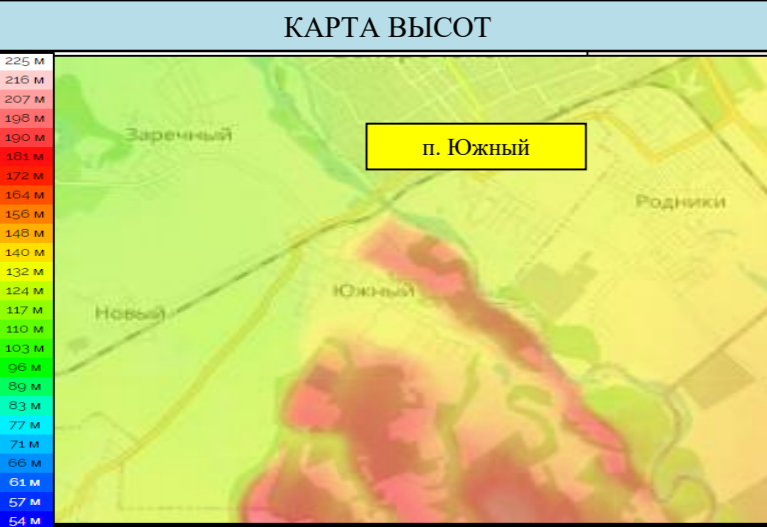 КАРТА ВЫСОТ
225 м
216 м
207 м
198 м
190 м
181 м
172 м
164 м
156 м
148 м
140 м
132 м
124 м
117 м
110 м
103 м
96 м
89 м
83 м
77 м
71 м
66 м
61 м
57 м
54 м
Заречный
п. Южный
Родники
Южный
Новый